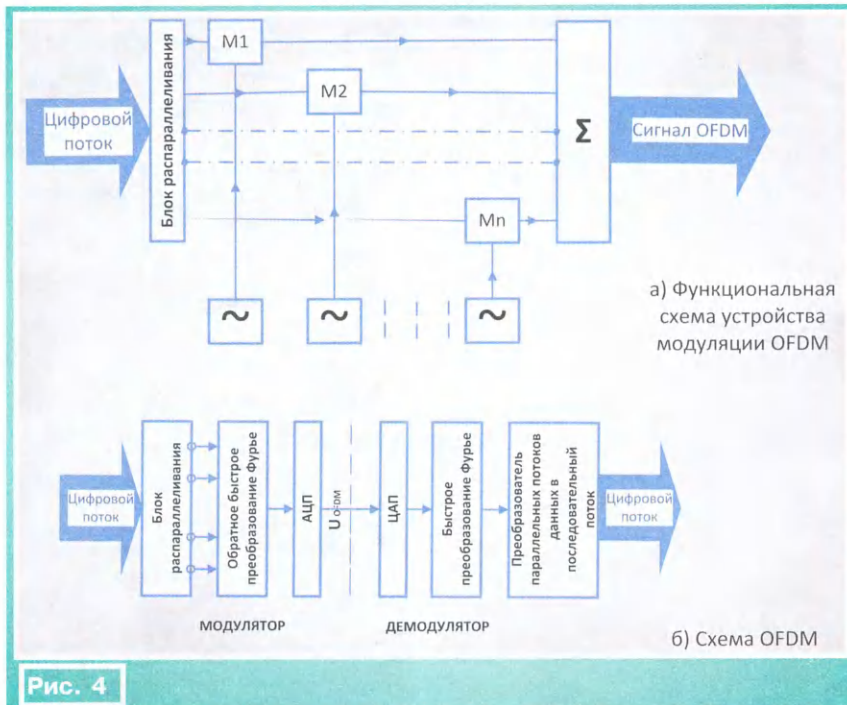 Цифровой
поток
Блок распараллеливания
М1
М2
Mn
Σ
Сигнал OFDM
~
~
~
а) Функциональная
схема устройства
модуляции OFDM
Цифровой
поток
Блок
распараллеливания
Обратное быстрое
преобразование Фурье
АЦП
U OFDM
ЦАП
Быстрое
преобразование Фурье
Преобразователь
параллельных потоков
данных в
последовательный
поток
Цифровой
поток
МОДУЛЯТОР
ДЕМОДУЛЯТОР
б) Схема OFDM
Рис. 4